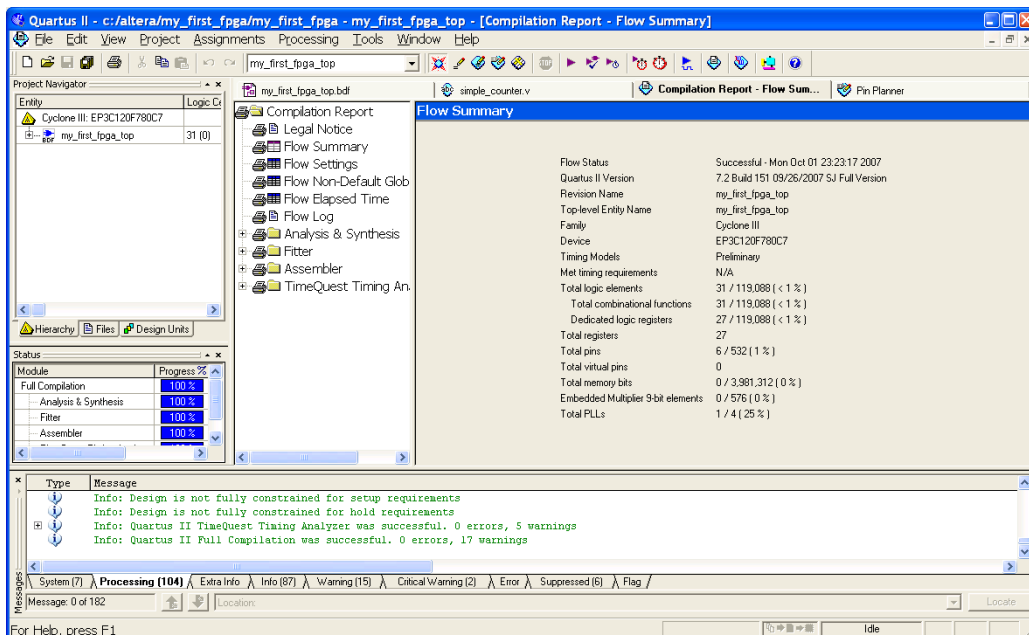 Quartus II - c:/altera/my_first_fpga/my_first_fpga - my_first_fpga_top - [Compilation Report - Flow Summary]
File Edit View Project Assignments Processing Tools Window Help
my_first_fpga_top
Project Navigator
Entity Logic Ce
Cyclone III: EP3C120F780C7
my_first_fpga_top 31 (0)
Hierarchy Files Design Units
Status
Module Progress %
Full Compilation 100 %
Analysis & Synthesis 100 %
Fitter 100 %
Assembler 100 %
my_first_fpga_top.bdf simple_counter.v Compilation Report - Flow Sum... Pin Planner
Compilation Report
Legal Notice
Flow Summary
Flow Settings
Flow Non-Default Glob
Flow Elapsed Time
Flow Log
Analysis & Synthesis
Fitter
Assembler
TimeQuest Timing An
Flow Summary
Flow Status Successful - Mon Oct 01 23:23:17 2007
Quartus II Version 7.2 Build 151 09/26/2007 SJ Full Version
Revision Name my_first_fpga_top
Top-level Entity Name my_first_fpga_top
Family Cyclone III
Device EP3C120F780C7
Timing Models Preliminary
Met timing requirements N/A
Total logic elements 31 / 119,088 ( < 1 % )
Total combinational functions 31 / 119,088 ( < 1 % )
Dedicated logic registers 27 / 119,088 ( < 1 % )
Total registers 27
Total pins 6 / 532 ( 1 % )
Total virtual pins 0
Total memory bits 0 / 3,981,312 ( 0 % )
Embedded Multiplier 9-bit elements 0 / 576 ( 0 % )
Total PLLs 1 / 4 ( 25 % )
Type Message
Info: Design is not fully constrained for setup requirements
Info: Design is not fully constrained for hold requirements
Info: Quartus II TimeQuest Timing Analyzer was successful. 0 errors, 5 warnings
Info: Quartus II Full Compilation was successful. 0 errors, 17 warnings
System (7) Processing (104) Extra Info Info (87) Warning (15) Critical Warning (2) Error Suppressed (6) Flag
Messages
Message: 0 of 182 Location: Locate
For Help, press F1 Idle